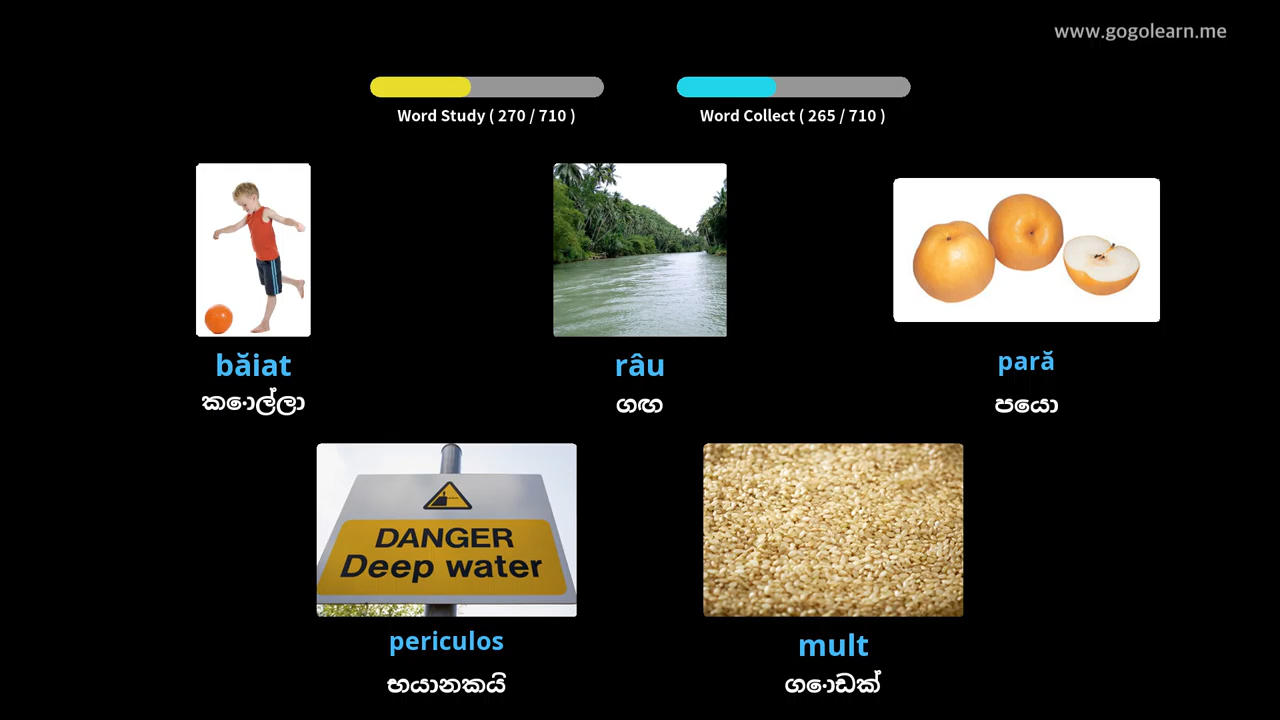 www.gogolearn.me
Word Study ( 270 / 710 )
Word Collect ( 265 / 710 )
băiat
කොල්ලා
râu
ගඟ
pară
පයො
DANGER
Deep water
periculos
භයානකයි
mult
ගොඩක්